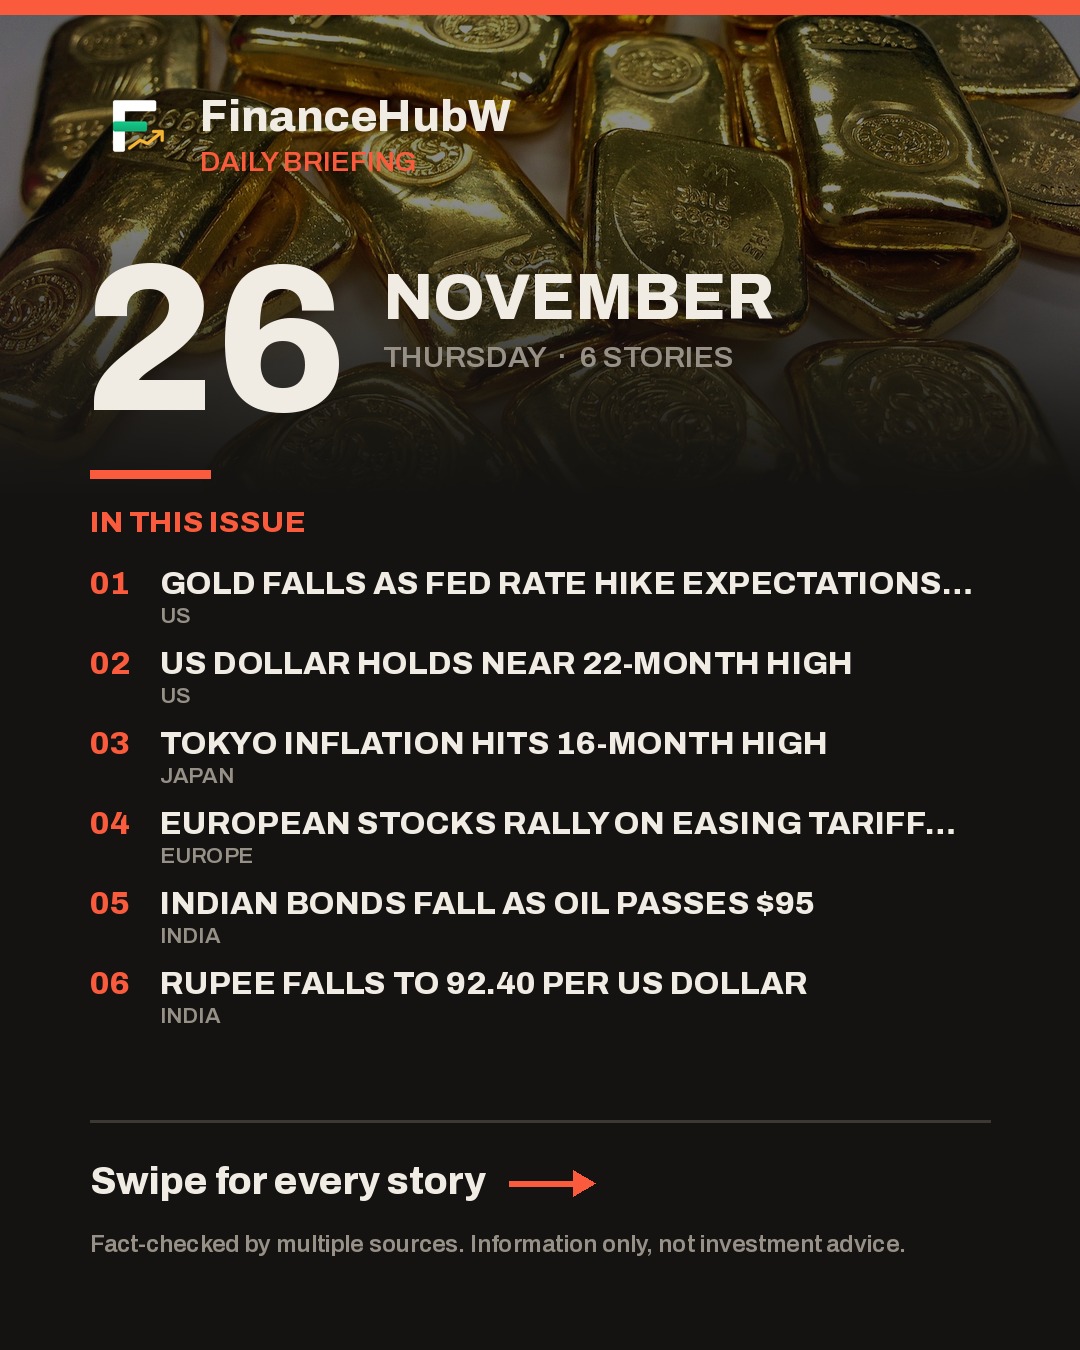 FinanceHubW
DAILY BRIEFING
26
NOVEMBER
THURSDAY · 6 STORIES
IN THIS ISSUE
01 GOLD FALLS AS FED RATE HIKE EXPECTATIONS...
US
02 US DOLLAR HOLDS NEAR 22-MONTH HIGH
US
03 TOKYO INFLATION HITS 16-MONTH HIGH
JAPAN
04 EUROPEAN STOCKS RALLY ON EASING TARIFF...
EUROPE
05 INDIAN BONDS FALL AS OIL PASSES $95
INDIA
06 RUPEE FALLS TO 92.40 PER US DOLLAR
INDIA
Swipe for every story
Fact-checked by multiple sources. Information only, not investment advice.